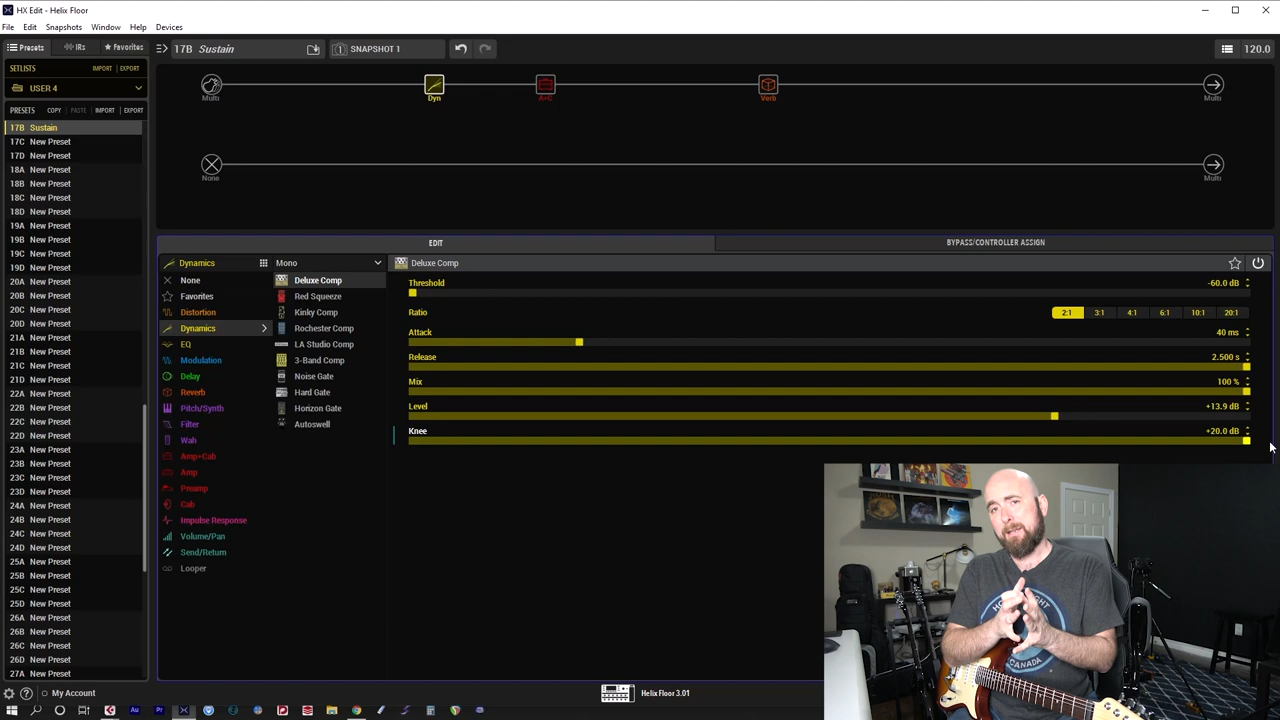 HX Edit - Helix Floor
File Edit Snapshots Window Help Devices
Presets IRs Favorites
17B Sustain
1 SNAPSHOT 1
120.0
SETLISTS IMPORT EXPORT
USER 4
PRESETS COPY PASTE IMPORT EXPORT
17B Sustain
17C New Preset
17D New Preset
18A New Preset
18B New Preset
18C New Preset
18D New Preset
19A New Preset
19B New Preset
19C New Preset
19D New Preset
20A New Preset
20B New Preset
20C New Preset
20D New Preset
21A New Preset
21B New Preset
21C New Preset
21D New Preset
22A New Preset
22B New Preset
22C New Preset
22D New Preset
23A New Preset
23B New Preset
23C New Preset
23D New Preset
24A New Preset
24B New Preset
24C New Preset
24D New Preset
25A New Preset
25B New Preset
25C New Preset
25D New Preset
26A New Preset
26B New Preset
26C New Preset
26D New Preset
27A New Preset
My Account
Multi Dyn A+C Verb Multi
None Multi
EDIT BYPASS/CONTROLLER ASSIGN
Dynamics
None
Favorites
Distortion
Dynamics
EQ
Modulation
Delay
Reverb
Pitch/Synth
Filter
Wah
Amp+Cab
Amp
Preamp
Cab
Impulse Response
Volume/Pan
Send/Return
Looper
Mono
Deluxe Comp
Red Squeeze
Kinky Comp
Rochester Comp
LA Studio Comp
3-Band Comp
Noise Gate
Hard Gate
Horizon Gate
Autoswell
Deluxe Comp
Threshold -60.0 dB
Ratio 2:1 3:1 4:1 6:1 10:1 20:1
Attack 40 ms
Release 2.500 s
Mix 100 %
Level +13.9 dB
Knee +20.0 dB
CANADA
Helix Floor 3.01